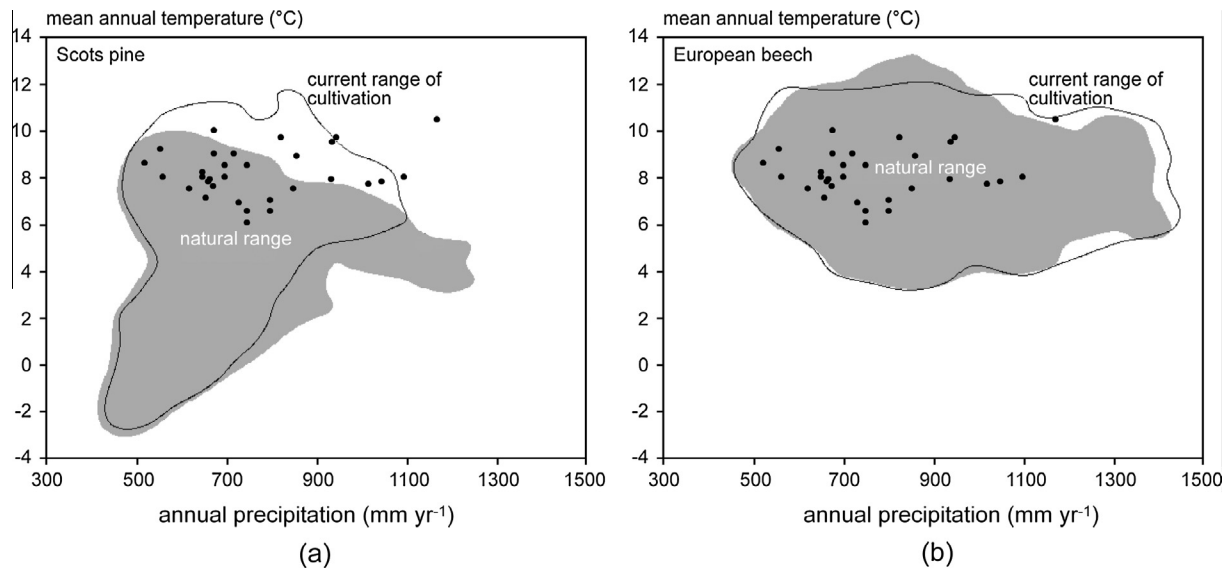 mean annual temperature (°C)
14
12
10
8
6
4
2
0
-2
-4
Scots pine
current range of
cultivation
natural range
300
500
700
900
1100
1300
1500
annual precipitation (mm yr-1)
(a)
mean annual temperature (°C)
14
12
10
8
6
4
2
0
-2
-4
European beech
current range of
cultivation
natural range
300
500
700
900
1100
1300
1500
annual precipitation (mm yr-1)
(b)